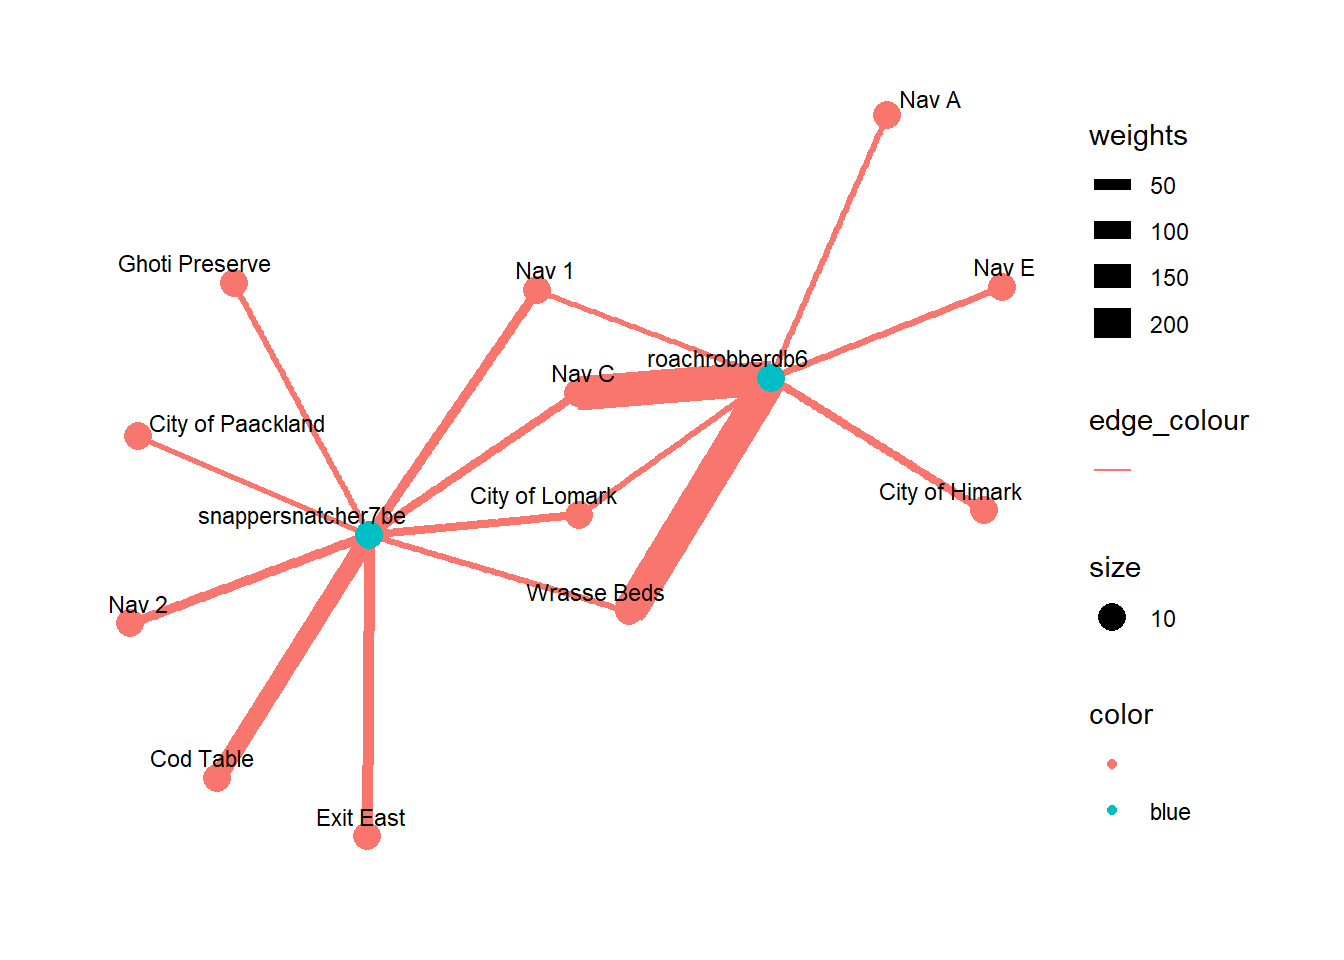 Nav A
Ghoti Preserve
Nav 1
Nav E
roachrobberdb6
Nav C
City of Paackland
City of Lomark
City of Himark
snappersnatcher7be
Wrasse Beds
Nav 2
Cod Table
Exit East
weights
50
100
150
200
edge_colour
size
10
color
blue